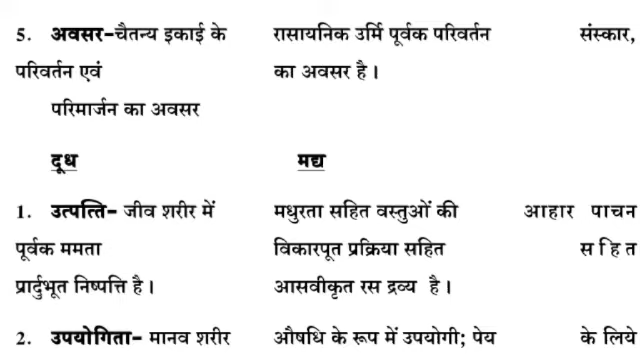 5. अवसर-चैतन्य इकाई के रासायनिक उर्मि पूर्वक परिवर्तन संस्कार,
परिवर्तन एवं का अवसर है।
परिमार्जन का अवसर
दूध मद्य
1. उत्पत्ति- जीव शरीर में मधुरता सहित वस्तुओं की आहार पाचन
पूर्वक ममता विकारपूत प्रक्रिया सहित सहित
प्रार्दुभूत निष्पत्ति है। आसवीकृत रस द्रव्य है।
2. उपयोगिता- मानव शरीर औषधि के रूप में उपयोगी; पेय के लिये